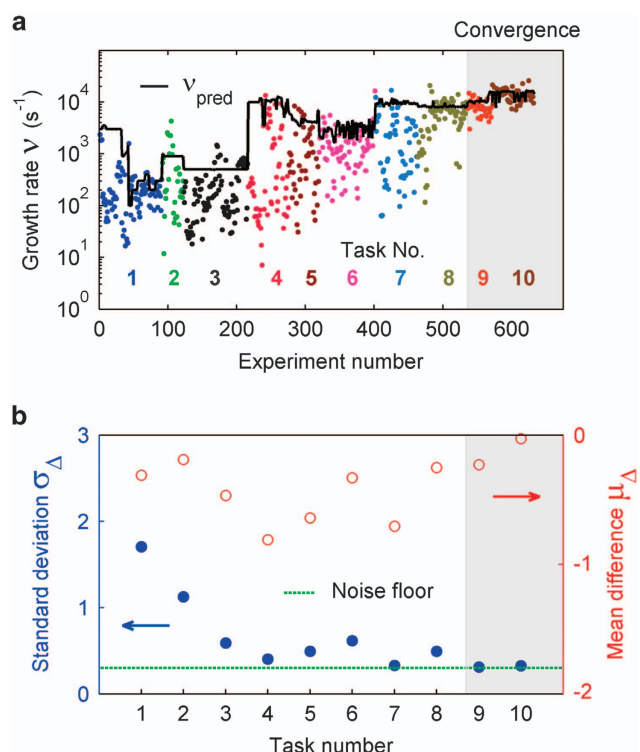 a
Convergence
ν_pred
Growth rate ν (s⁻¹)
10⁴
10³
10²
10¹
10⁰
Task No.
1 2 3 4 5 6 7 8 9 10
0 100 200 300 400 500 600
Experiment number
b
Standard deviation σ_Δ
3
2
1
0
Noise floor
0
-1
-2
Mean difference μ_Δ
1 2 3 4 5 6 7 8 9 10
Task number